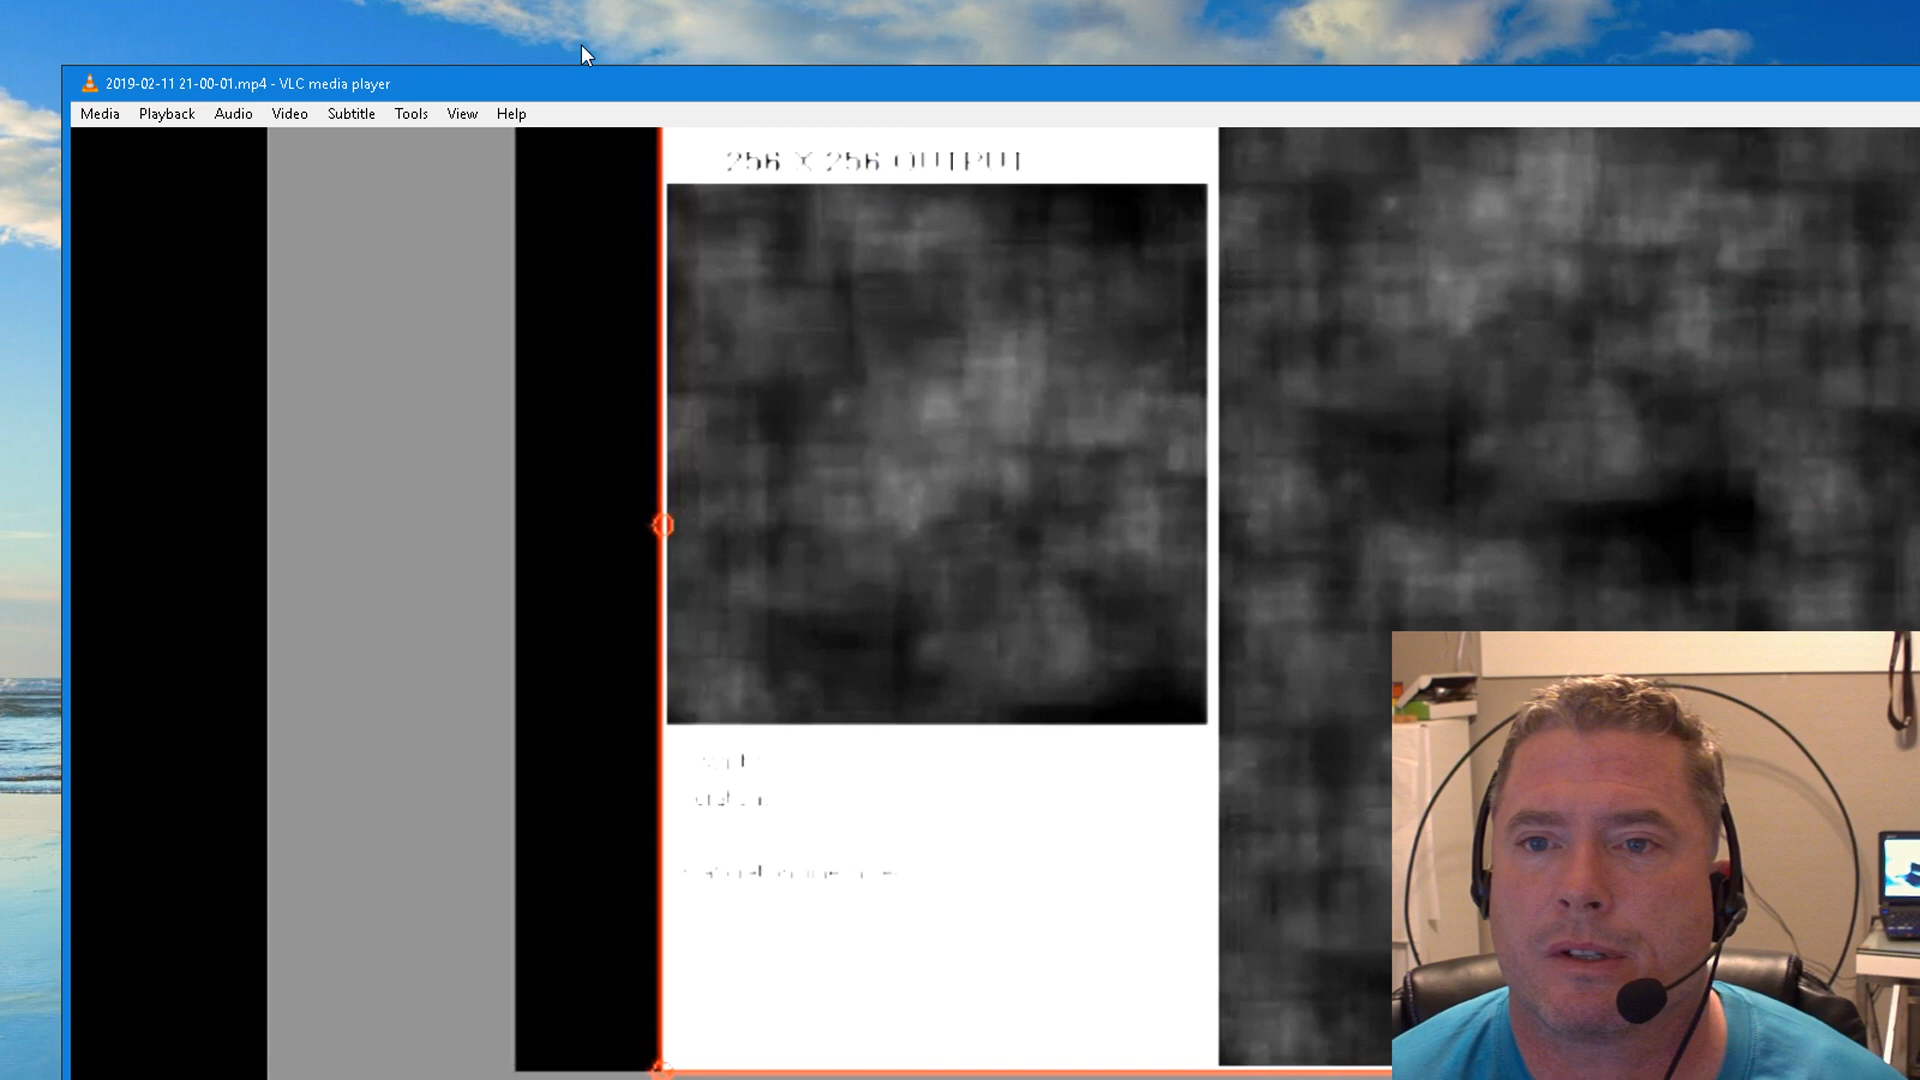 2019-02-11 21-00-01.mp4 - VLC media player
Media Playback Audio Video Subtitle Tools View Help
256 X 256 OUTPUT